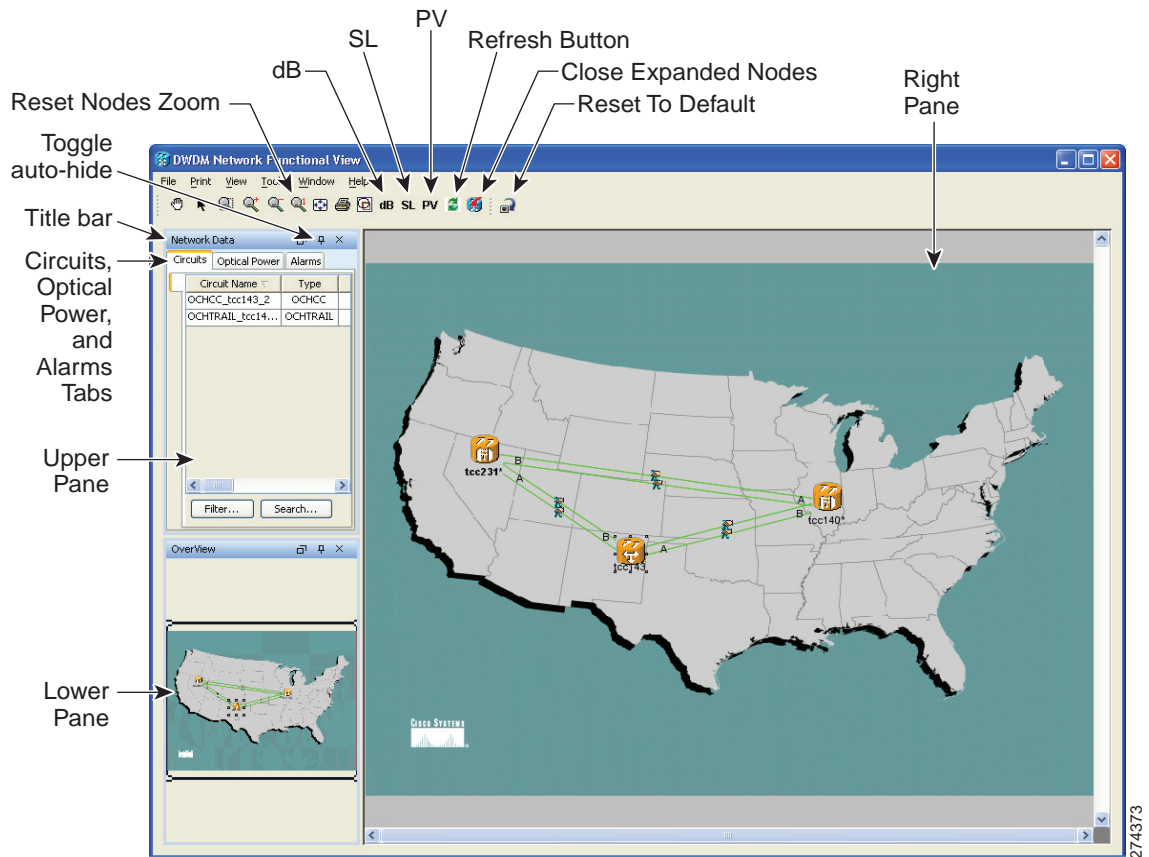 PV
SL
Refresh Button
dB
Close Expanded Nodes
Right
Pane
Reset Nodes Zoom
Reset To Default
Toggle
auto-hide
DWDM Network Functional View
File Print View Window
dB SL PV
Title bar
Network Data
Circuits,
Optical
Power,
and
Alarms
Tabs
Circuits Optical Power Alarms
Circuit Name Type
OCHCC_tcc143_2 OCHCC
OCHTRAIL_tcc14... OCHTRAIL
Upper
Pane
Filter... Search...
B
tcc231*
A
A
B
tcc140*
B
A
tcc143
OverView
Lower
Pane
CISCO SYSTEMS
274373